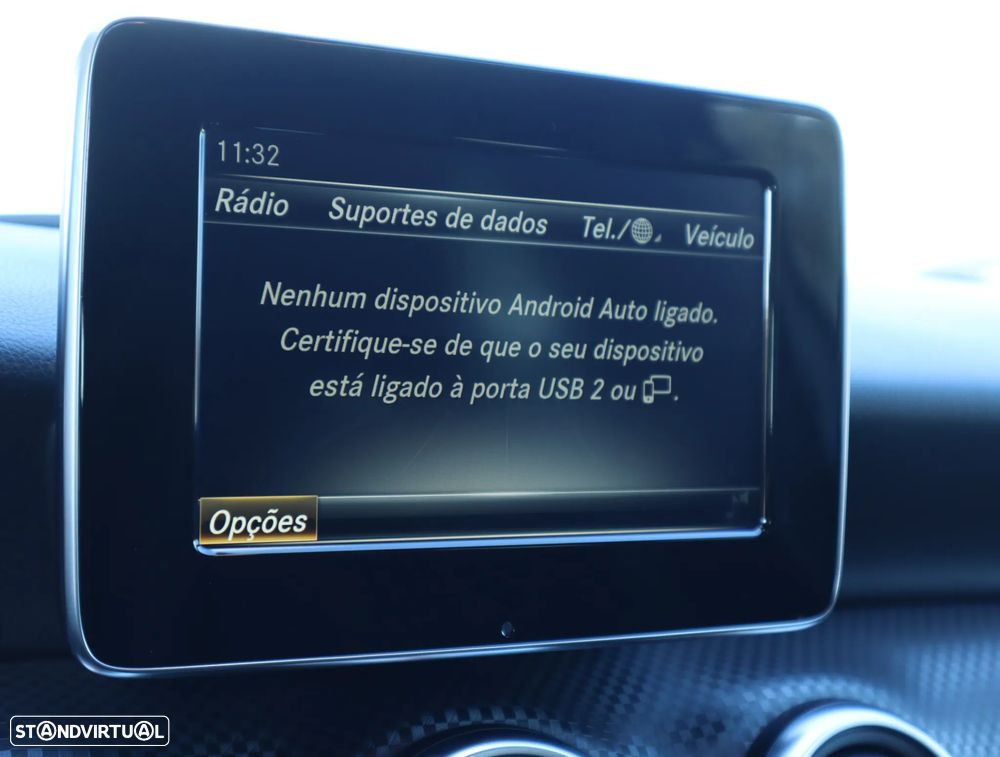 11:32
Rádio Suportes de dados Tel./ Veículo
Nenhum dispositivo Android Auto ligado.
Certifique-se de que o seu dispositivo
está ligado à porta USB 2 ou .
Opções
STANDVIRTUAL